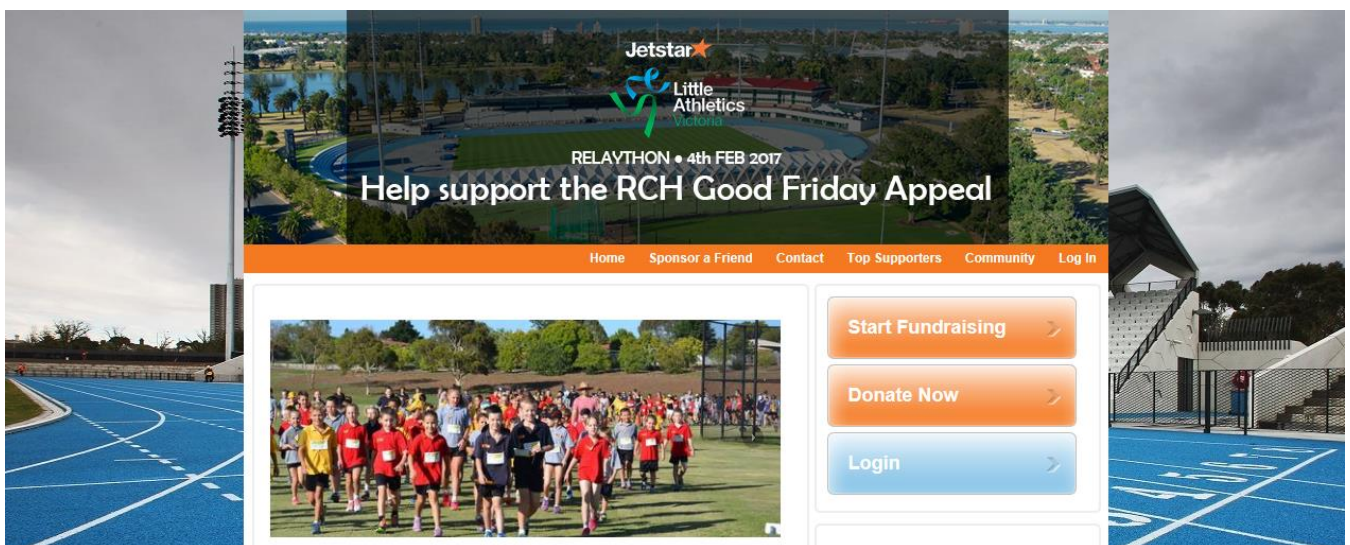 Jetstar
Little
Athletics
Victoria
RELAYTHON • 4th FEB 2017
Help support the RCH Good Friday Appeal
Home Sponsor a Friend Contact Top Supporters Community Log In
Start Fundraising
Donate Now
Login